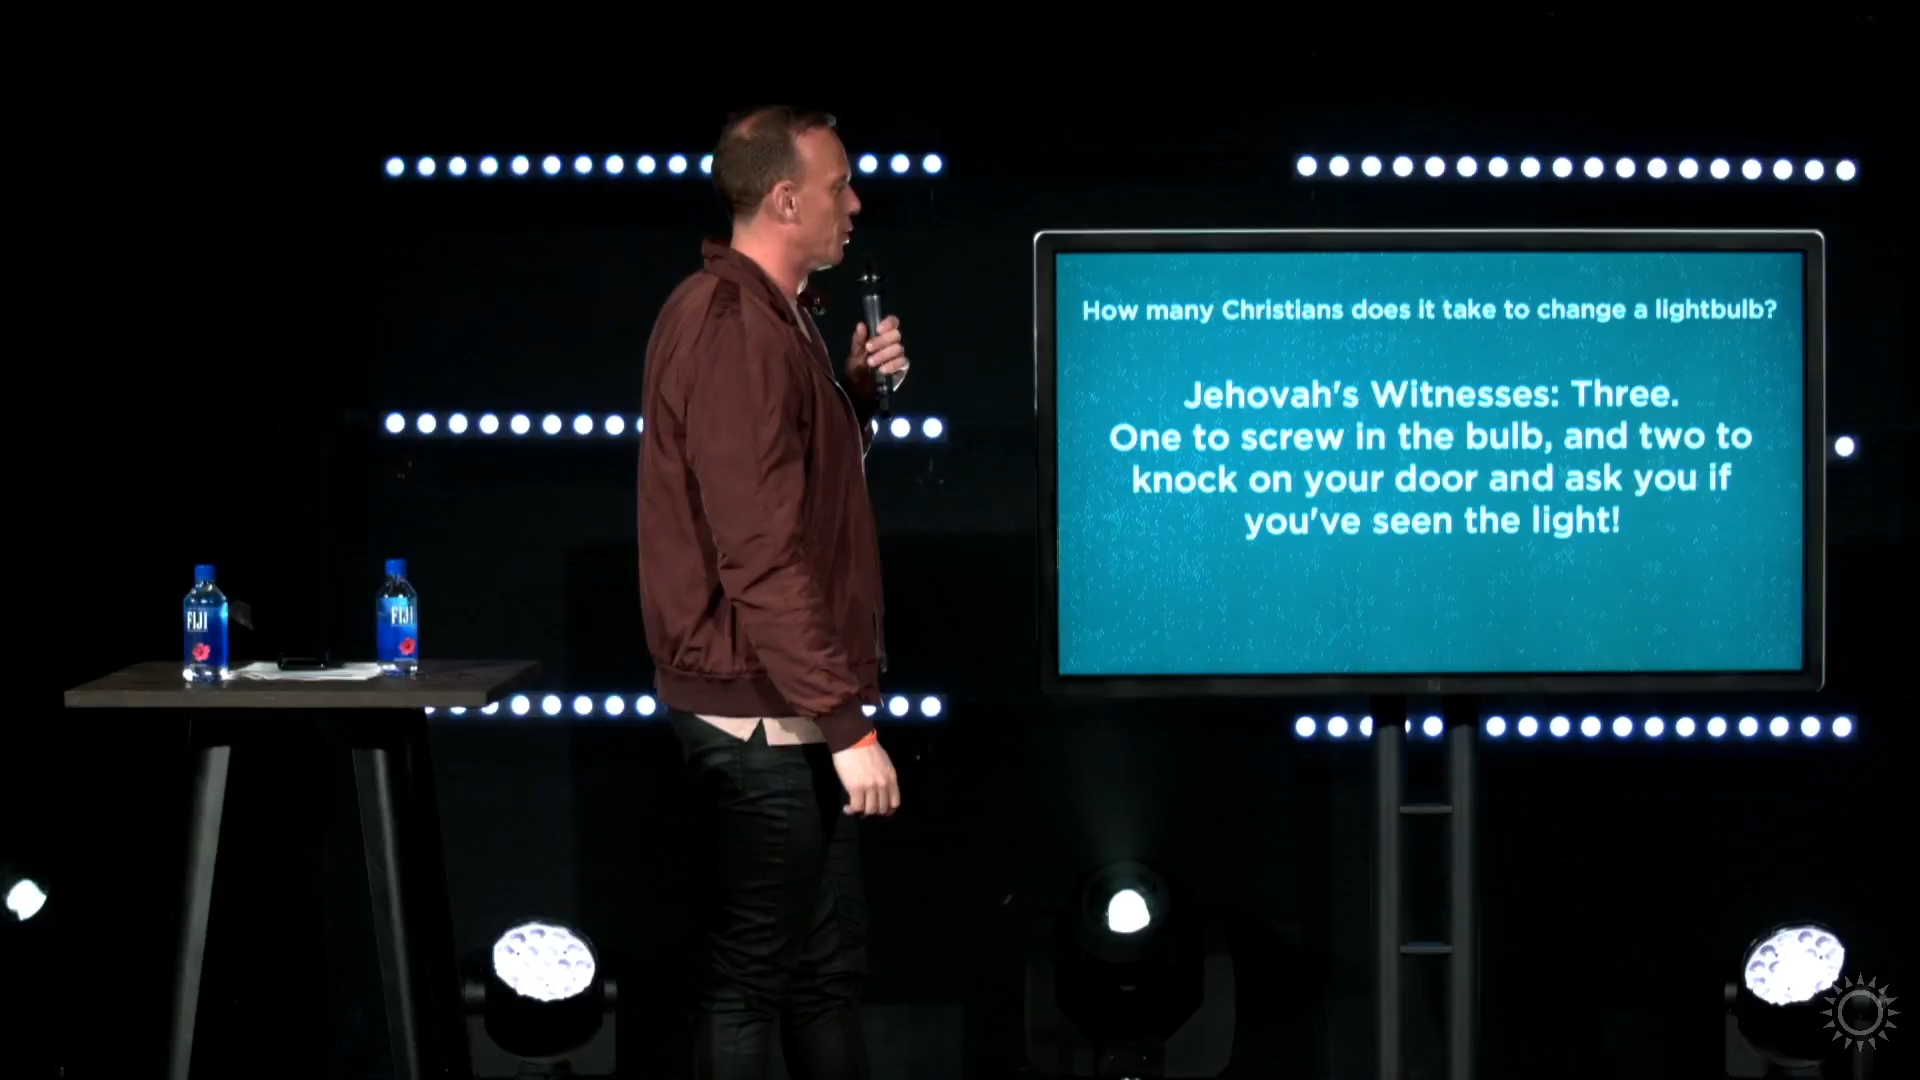 How many Christians does it take to change a lightbulb?
Jehovah's Witnesses: Three.
One to screw in the bulb, and two to
knock on your door and ask you if
you've seen the light!
FIJI
FIJI